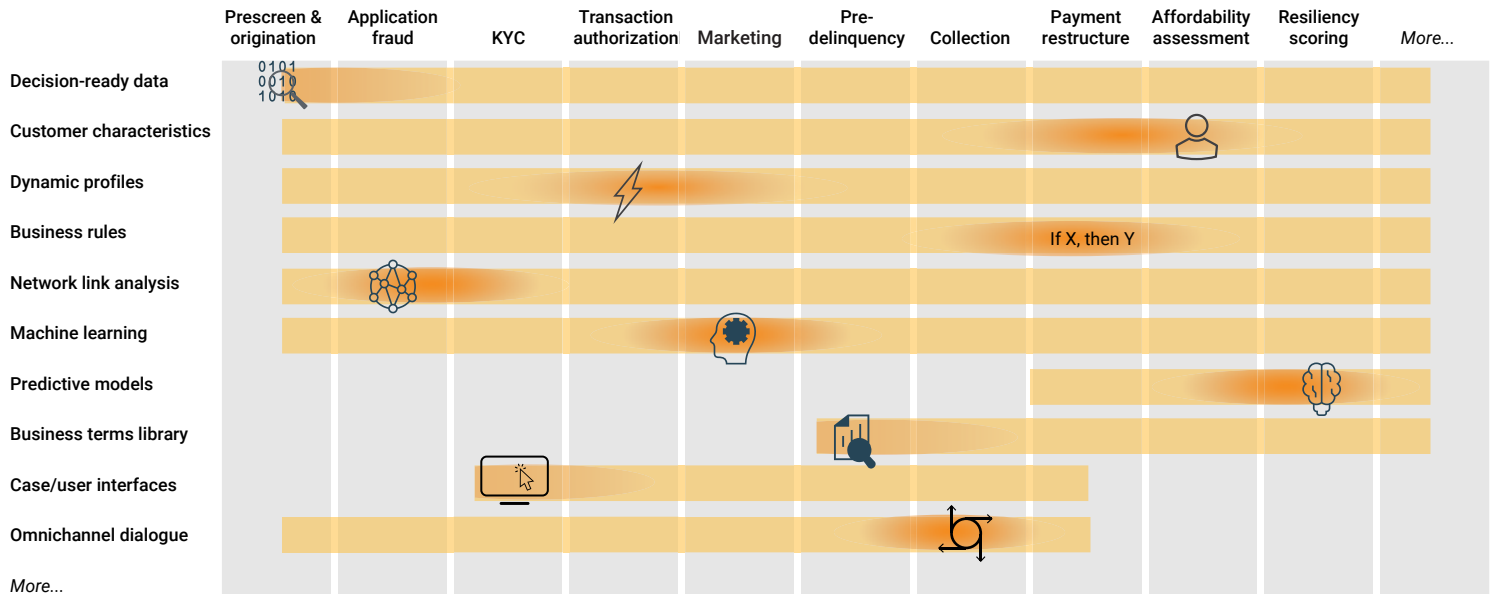 Prescreen &
origination
Application
fraud
KYC
Transaction
authorization
Marketing
Pre-
delinquency
Collection
Payment
restructure
Affordability
assessment
Resiliency
scoring
More...
Decision-ready data
0101
0010
1010
Customer characteristics
Dynamic profiles
Business rules
If X, then Y
Network link analysis
Machine learning
Predictive models
Business terms library
Case/user interfaces
Omnichannel dialogue
More...